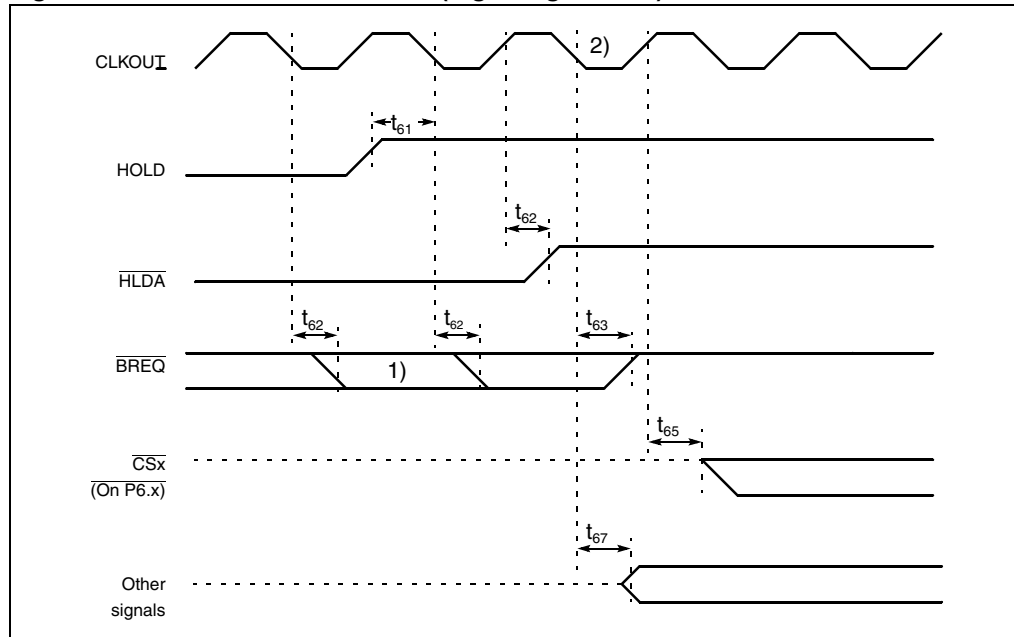 2)
CLKOUT
t61
HOLD
t62
HLDA
t62
t62
t63
BREQ
1)
t65
CSx
(On P6.x)
t67
Other
signals